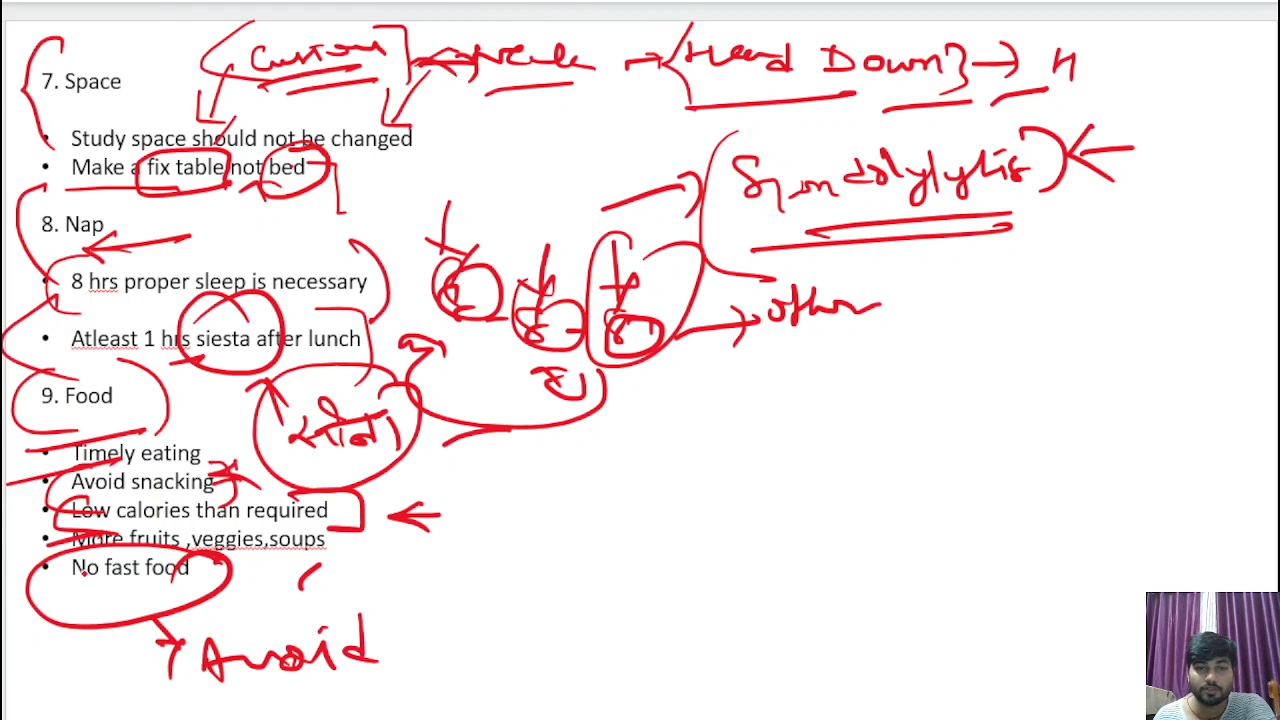 7. Space
Head Down
• Study space should not be changed
• Make a fix table not bed
8. Nap
• 8 hrs proper sleep is necessary
other
• Atleast 1 hrs siesta after lunch
9. Food
• Timely eating
• Avoid snacking
• Low calories than required
• More fruits ,veggies,soups
• No fast food
Avoid